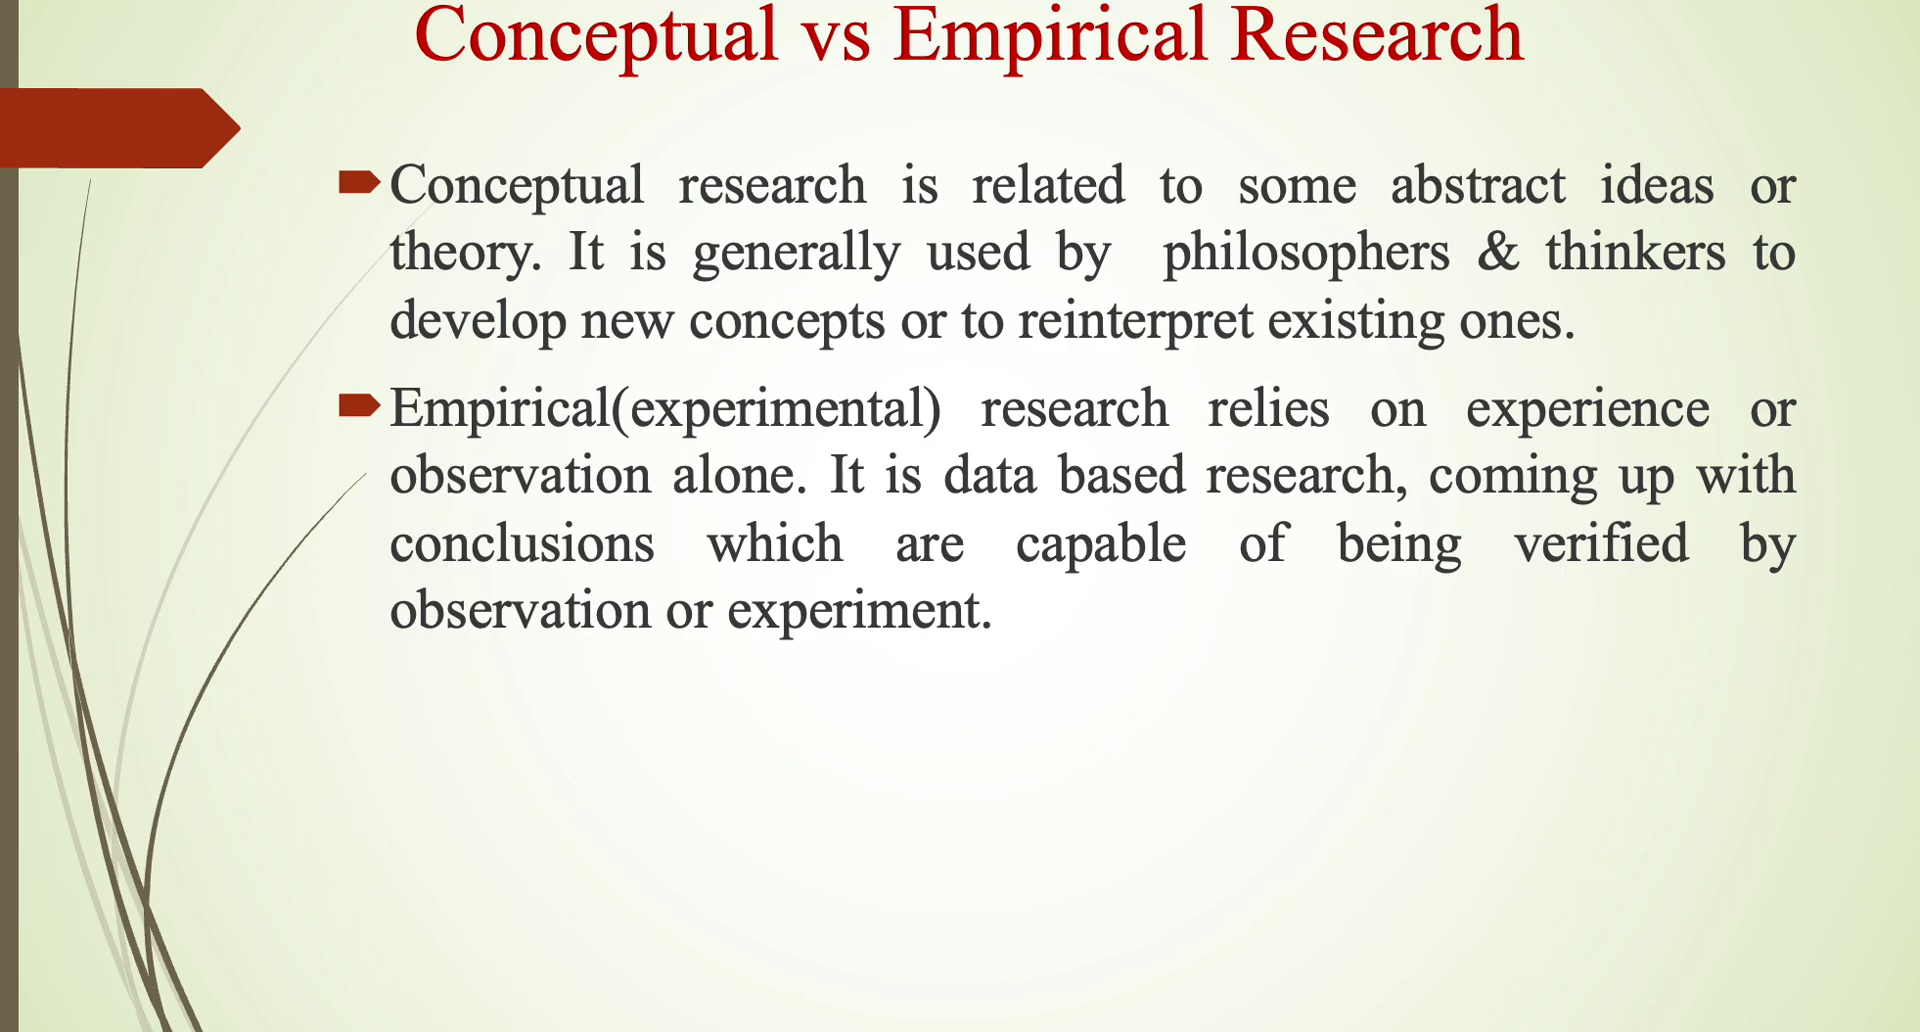 Conceptual vs Empirical Research
Conceptual research is related to some abstract ideas or
theory. It is generally used by philosophers & thinkers to
develop new concepts or to reinterpret existing ones.
Empirical(experimental) research relies on experience or
observation alone. It is data based research, coming up with
conclusions which are capable of being verified by
observation or experiment.